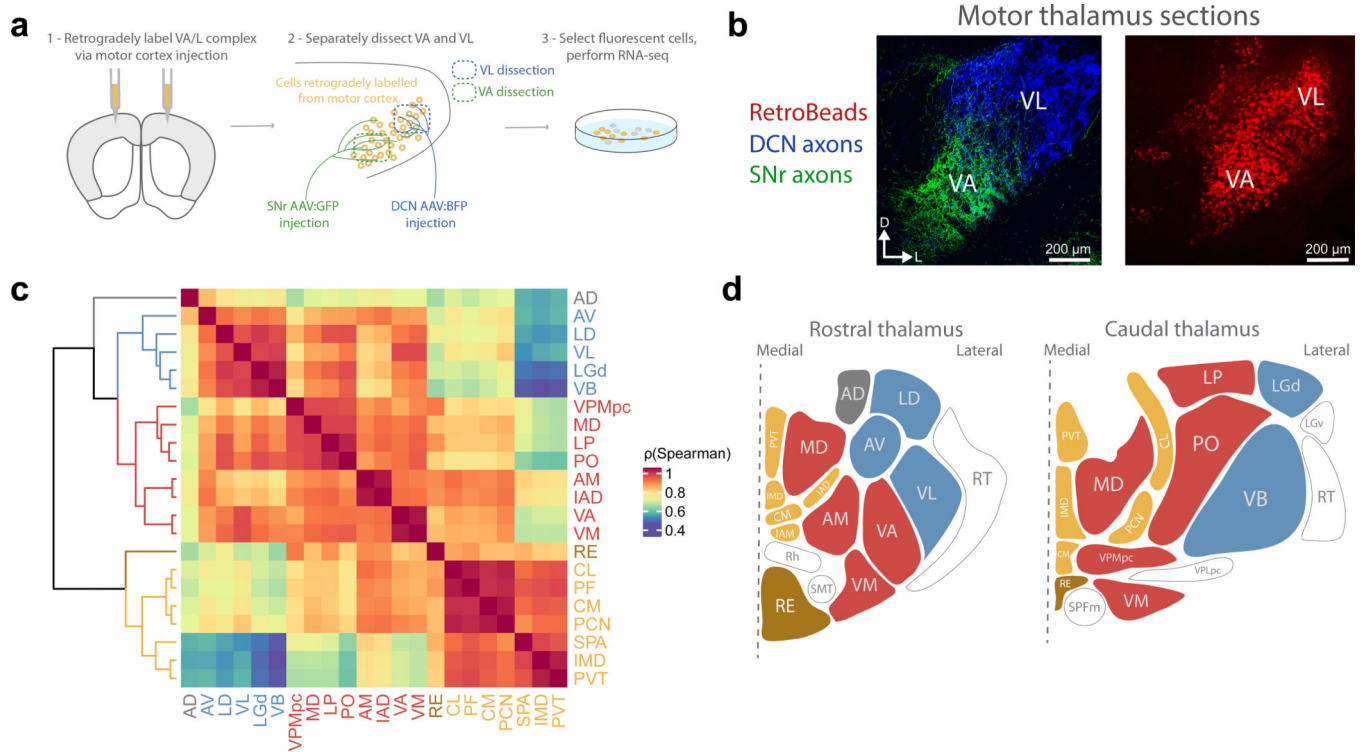 a
1 - Retrogradely label VA/L complex
via motor cortex injection
2 - Separately dissect VA and VL
3 - Select fluorescent cells,
perform RNA-seq
Cells retrogradely labelled
from motor cortex
VL dissection
VA dissection
SNr AAV:GFP
injection
DCN AAV:BFP
injection
b
Motor thalamus sections
RetroBeads
DCN axons
SNr axons
VL
VA
D
L
200 µm
VL
VA
200 µm
c
AD
AV
LD
VL
LGd
VB
VPMpc
MD
LP
PO
AM
IAD
VA
VM
RE
CL
PF
CM
PCN
SPA
IMD
PVT
ρ(Spearman)
1
0.8
0.6
0.4
AD AV LD VL LGd VB VPMpc MD LP PO AM IAD VA VM RE CL PF CM PCN SPA IMD PVT
d
Rostral thalamus
Medial
Lateral
AD
LD
PVT
MD
AV
IMD
IAD
VL
RT
CM
AM
VA
IAM
Rh
SMT
VM
RE
Caudal thalamus
Medial
Lateral
LP
LGd
LGv
PVT
CL
PO
MD
IMD
PCN
VB
RT
CM
VPMpc
VPLpc
RE
SPFm
VM